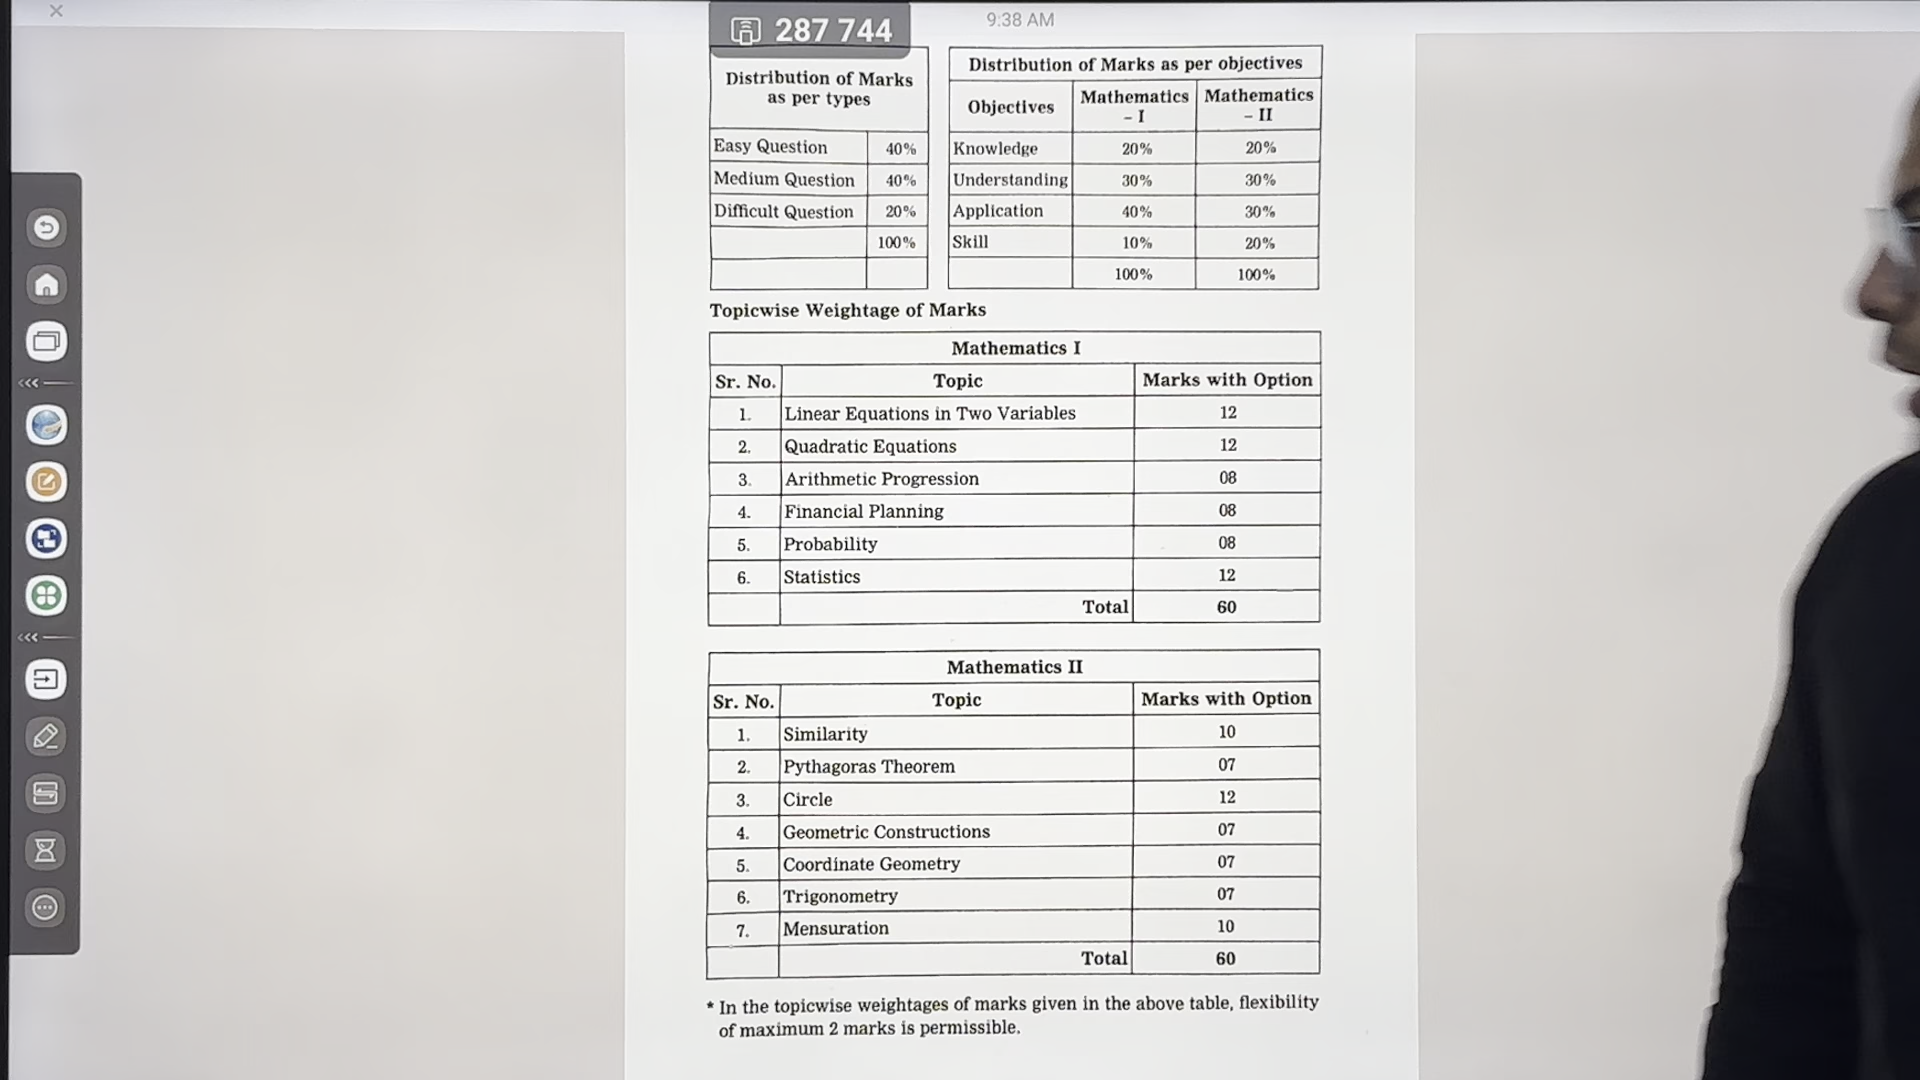 287 744
9:38 AM
Distribution of Marks
as per types
Easy Question 40%
Medium Question 40%
Difficult Question 20%
100%
Distribution of Marks as per objectives
Objectives Mathematics – I Mathematics – II
Knowledge 20% 20%
Understanding 30% 30%
Application 40% 30%
Skill 10% 20%
100% 100%
Topicwise Weightage of Marks
Mathematics I
Sr. No. Topic Marks with Option
1. Linear Equations in Two Variables 12
2. Quadratic Equations 12
3. Arithmetic Progression 08
4. Financial Planning 08
5. Probability 08
6. Statistics 12
Total 60
Mathematics II
Sr. No. Topic Marks with Option
1. Similarity 10
2. Pythagoras Theorem 07
3. Circle 12
4. Geometric Constructions 07
5. Coordinate Geometry 07
6. Trigonometry 07
7. Mensuration 10
Total 60
* In the topicwise weightages of marks given in the above table, flexibility
of maximum 2 marks is permissible.